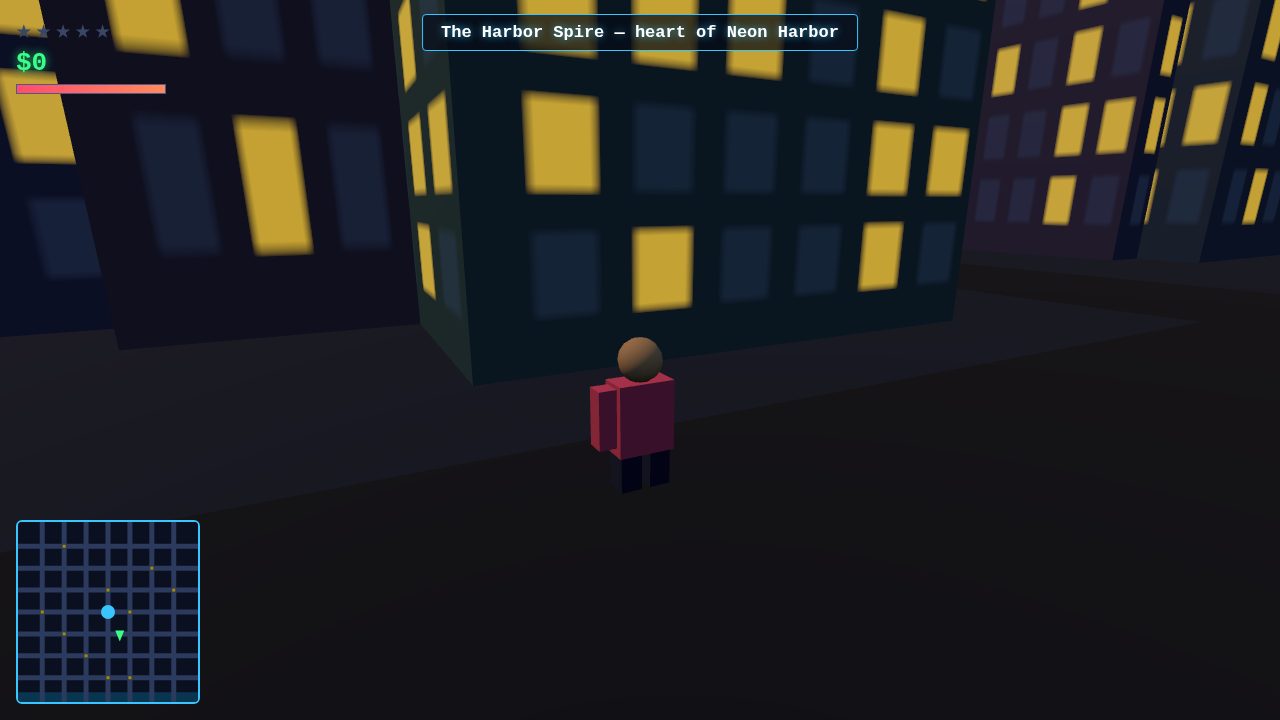 The Harbor Spire — heart of Neon Harbor
★★★★★
$0